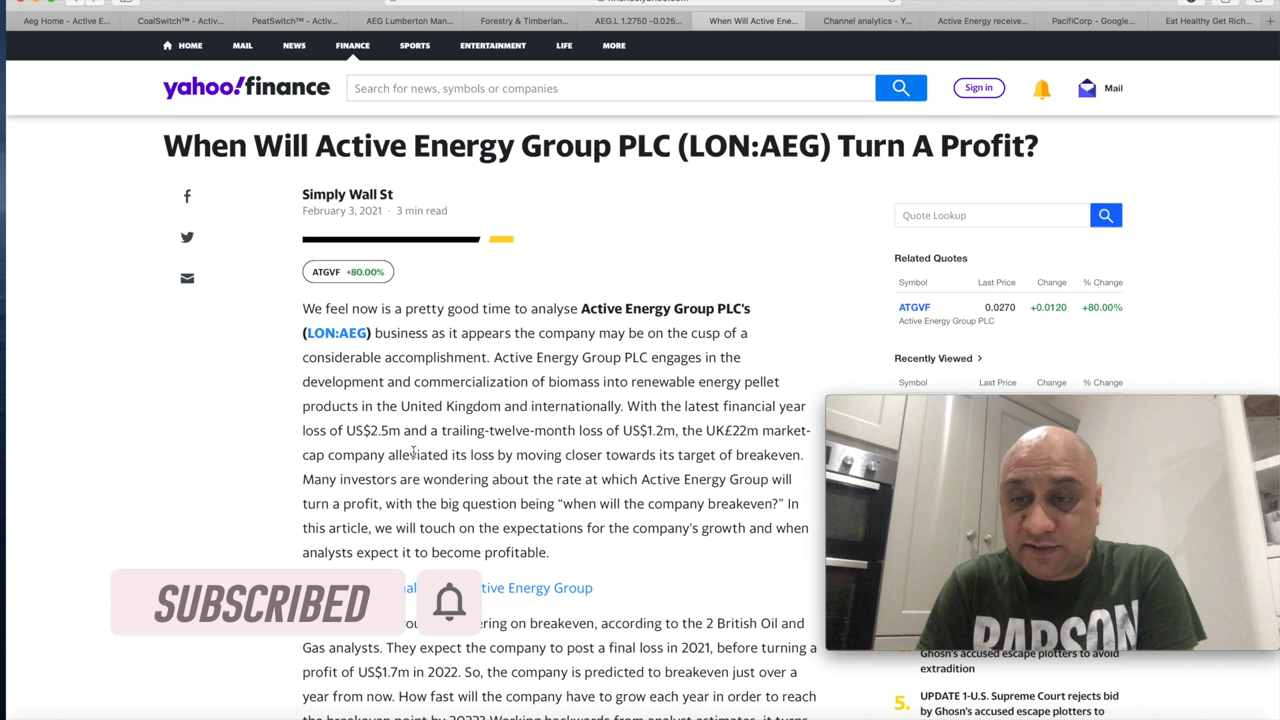 Aeg Home - Active E...
CoalSwitch™ - Activ...
PeatSwitch™ - Activ...
AEG Lumberton Man...
Forestry & Timberlan...
AEG.L 1.2750 -0.025...
When Will Active Ene...
Channel analytics - Y...
Active Energy receive...
PacifiCorp - Google...
Eat Healthy Get Rich...
HOME
MAIL
NEWS
FINANCE
SPORTS
ENTERTAINMENT
LIFE
MORE
yahoo!finance
Search for news, symbols or companies
Sign in
Mail
When Will Active Energy Group PLC (LON:AEG) Turn A Profit?
Simply Wall St
February 3, 2021 · 3 min read
ATGVF +80.00%
We feel now is a pretty good time to analyse Active Energy Group PLC's
(LON:AEG) business as it appears the company may be on the cusp of a
considerable accomplishment. Active Energy Group PLC engages in the
development and commercialization of biomass into renewable energy pellet
products in the United Kingdom and internationally. With the latest financial year
loss of US$2.5m and a trailing-twelve-month loss of US$1.2m, the UK£22m market-
cap company alleviated its loss by moving closer towards its target of breakeven.
Many investors are wondering about the rate at which Active Energy Group will
turn a profit, with the big question being “when will the company breakeven?” In
this article, we will touch on the expectations for the company's growth and when
analysts expect it to become profitable.
tive Energy Group
SUBSCRIBED
ering on breakeven, according to the 2 British Oil and
Gas analysts. They expect the company to post a final loss in 2021, before turning a
profit of US$1.7m in 2022. So, the company is predicted to breakeven just over a
year from now. How fast will the company have to grow each year in order to reach
the breakeven point by 2022? Working backwards from analyst estimates, it turns
Quote Lookup
Related Quotes
Symbol Last Price Change % Change
ATGVF 0.0270 +0.0120 +80.00%
Active Energy Group PLC
Recently Viewed >
Symbol Last Price Change % Change
Ghosn's accused escape plotters to avoid
extradition
5. UPDATE 1-U.S. Supreme Court rejects bid
by Ghosn's accused escape plotters to